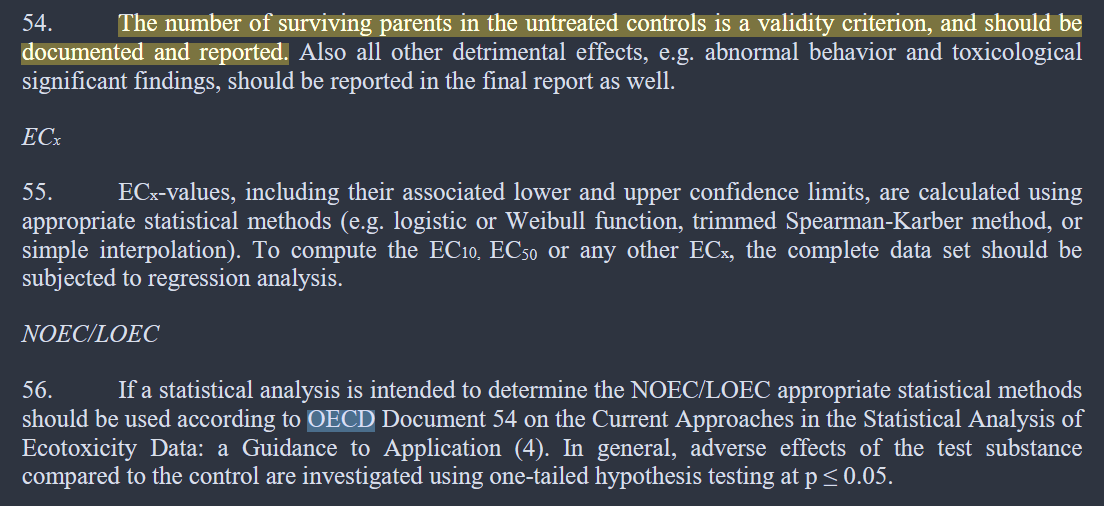 54. The number of surviving parents in the untreated controls is a validity criterion, and should be
documented and reported. Also all other detrimental effects, e.g. abnormal behavior and toxicological
significant findings, should be reported in the final report as well.
ECx
55. ECx-values, including their associated lower and upper confidence limits, are calculated using
appropriate statistical methods (e.g. logistic or Weibull function, trimmed Spearman-Karber method, or
simple interpolation). To compute the EC10, EC50 or any other ECx, the complete data set should be
subjected to regression analysis.
NOEC/LOEC
56. If a statistical analysis is intended to determine the NOEC/LOEC appropriate statistical methods
should be used according to OECD Document 54 on the Current Approaches in the Statistical Analysis of
Ecotoxicity Data: a Guidance to Application (4). In general, adverse effects of the test substance
compared to the control are investigated using one-tailed hypothesis testing at p ≤ 0.05.